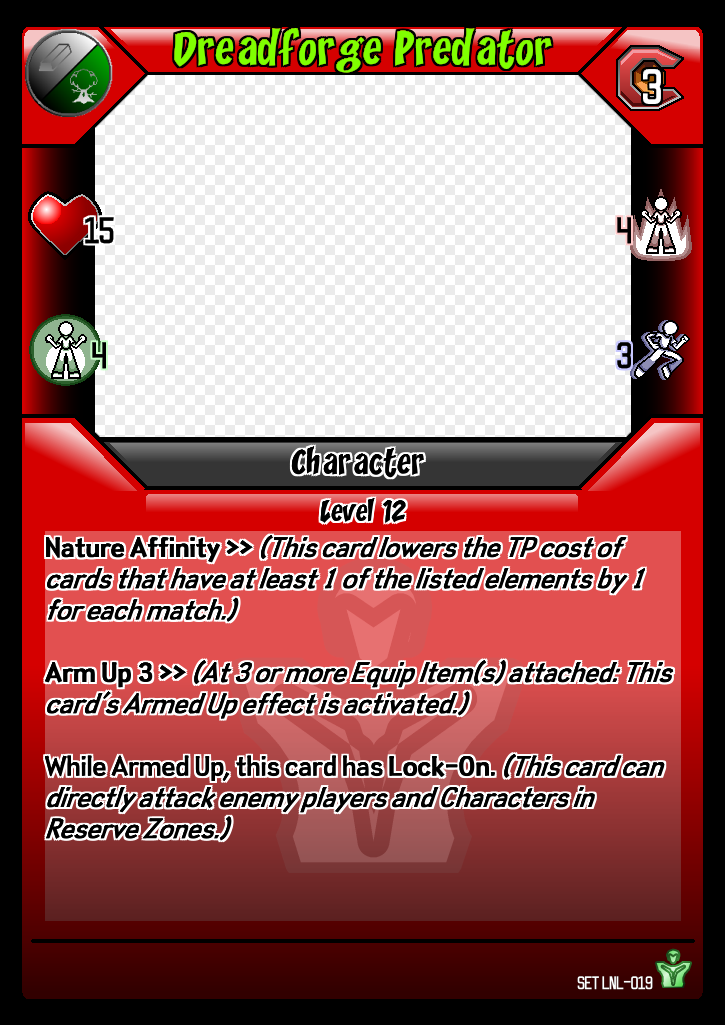 Dreadforge Predator
3
15
4
4
3
Character
Level 12
Nature Affinity >> (This card lowers the TP cost of
cards that have at least 1 of the listed elements by 1
for each match.)
Arm Up 3 >> (At 3 or more Equip Item(s) attached: This
card's Armed Up effect is activated.)
While Armed Up, this card has Lock-On. (This card can
directly attack enemy players and Characters in
Reserve Zones.)
SET LNL-019